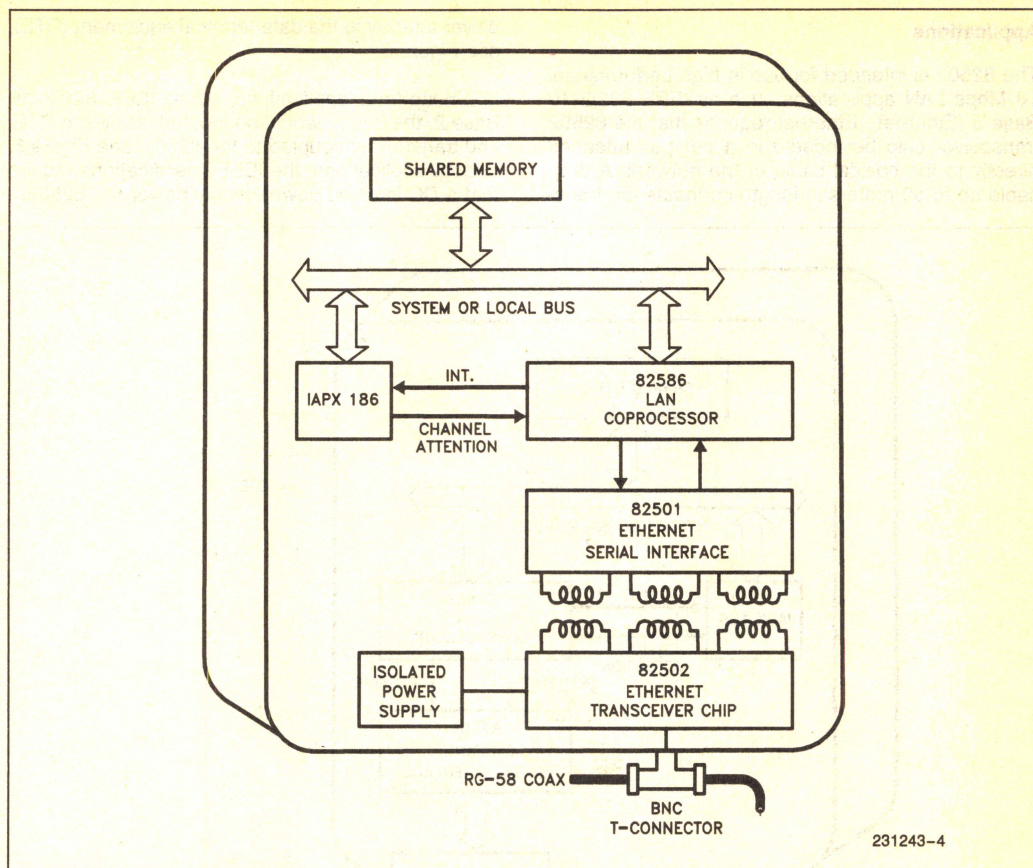 Applications
SHARED MEMORY
SYSTEM OR LOCAL BUS
IAPX 186
INT.
CHANNEL
ATTENTION
82586
LAN
COPROCESSOR
82501
ETHERNET
SERIAL INTERFACE
ISOLATED
POWER
SUPPLY
82502
ETHERNET
TRANSCEIVER CHIP
RG-58 COAX
BNC
T-CONNECTOR
231243-4